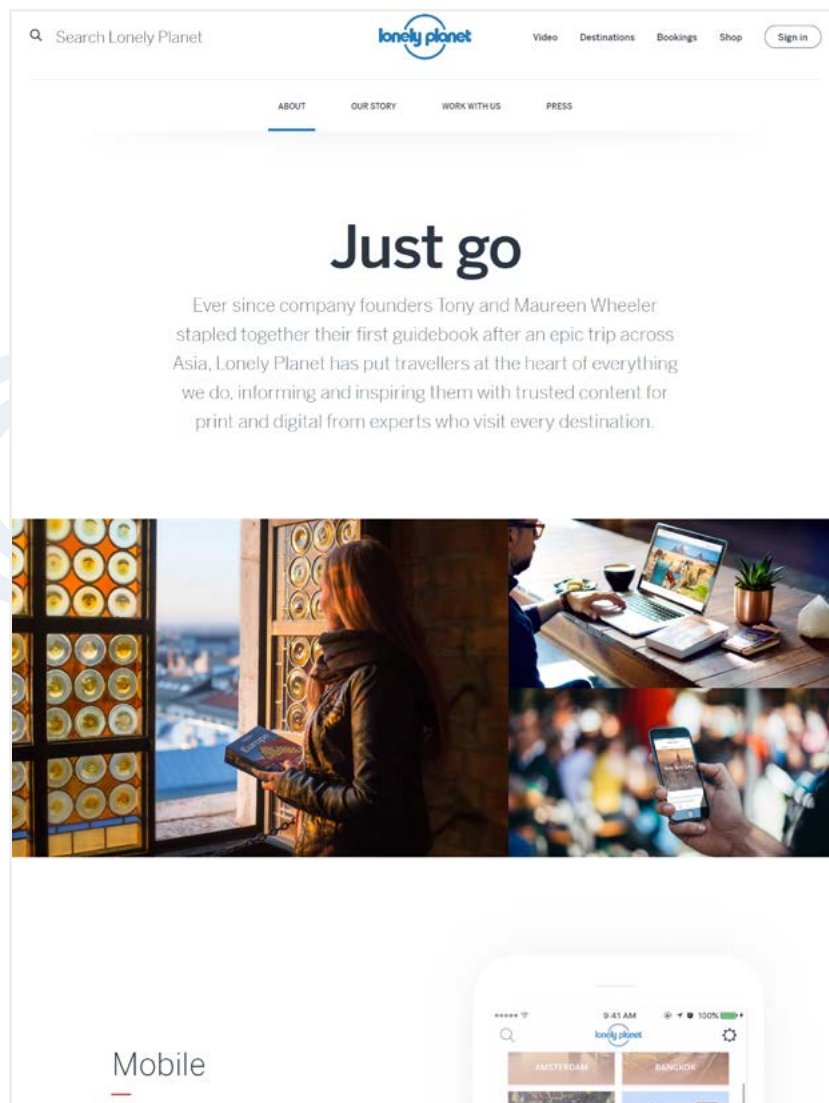 Search Lonely Planet
lonely planet
Video Destinations Bookings Shop Sign in
ABOUT OUR STORY WORK WITH US PRESS
Just go
Ever since company founders Tony and Maureen Wheeler
stapled together their first guidebook after an epic trip across
Asia, Lonely Planet has put travellers at the heart of everything
we do, informing and inspiring them with trusted content for
print and digital from experts who visit every destination.
Europe
Mobile
9:41 AM 100%
lonely planet
AMSTERDAM BANGKOK